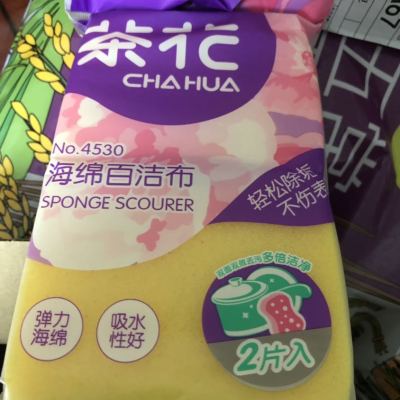 茶花
CHAHUA
No.4530
海绵百洁布
SPONGE SCOURER
轻松除垢
不伤表
多倍洁净
弹力
海绵
吸水
性好
2片入